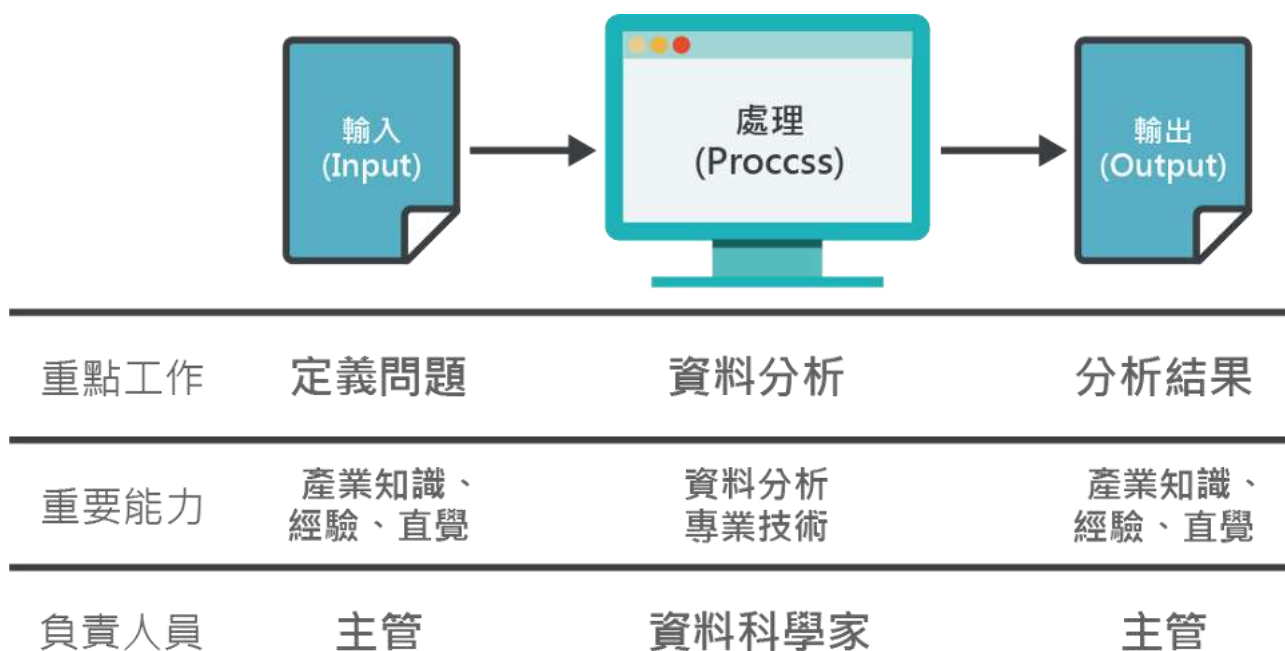 輸入
(Input)
處理
(Proccss)
輸出
(Output)
重點工作 定義問題 資料分析 分析結果
重要能力
產業知識、
經驗、直覺
資料分析
專業技術
產業知識、
經驗、直覺
負責人員 主管 資料科學家 主管